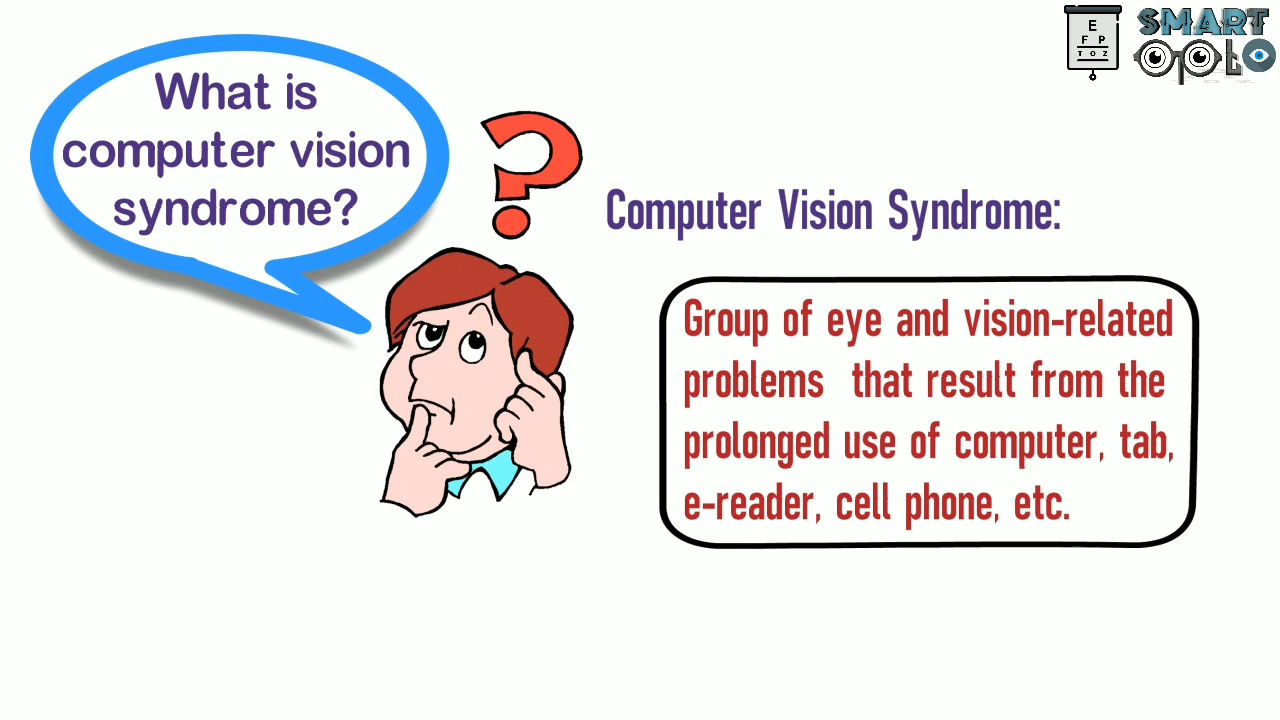 What is
computer vision
syndrome?
Computer Vision Syndrome:
Group of eye and vision-related
problems that result from the
prolonged use of computer, tab,
e-reader, cell phone, etc.
E
F P
T O Z
SMART
opto